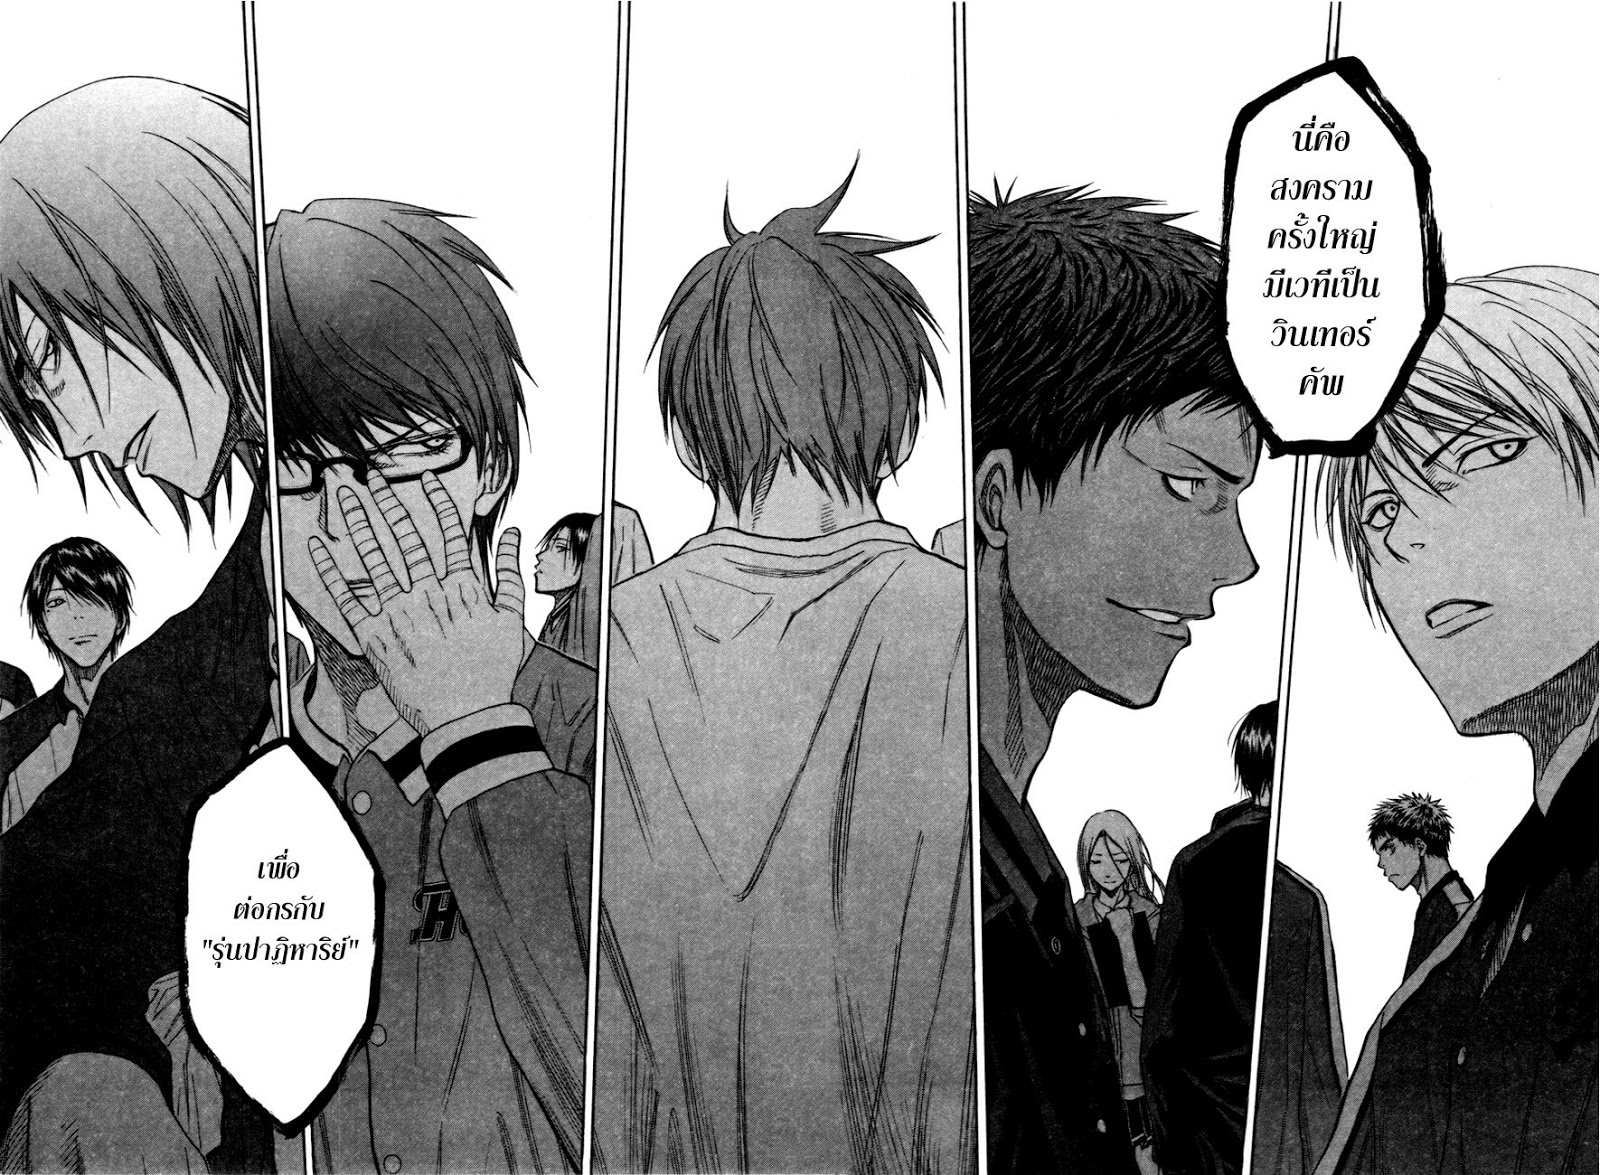 นี่คือ
สงคราม
ครั้งใหญ่
มีเวทีเป็น
วินเทอร์
คัพ
เพื่อ
ต่อกรกับ
"รุ่นปาฏิหาริย์"